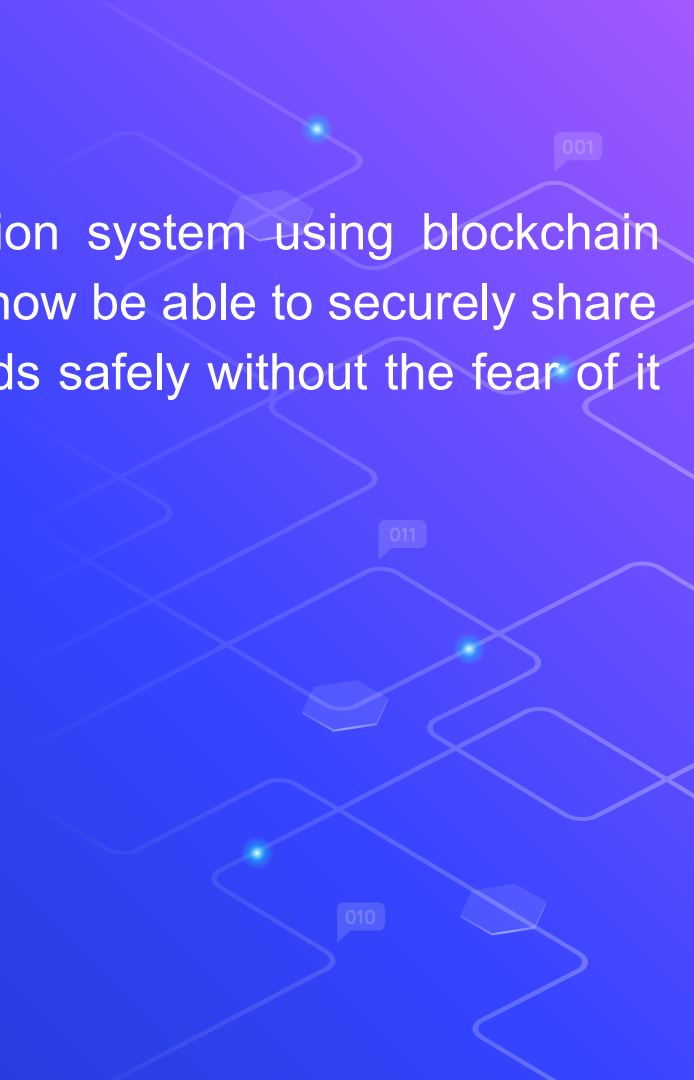 001
ion system using blockchain
now be able to securely share
ds safely without the fear of it
011
010